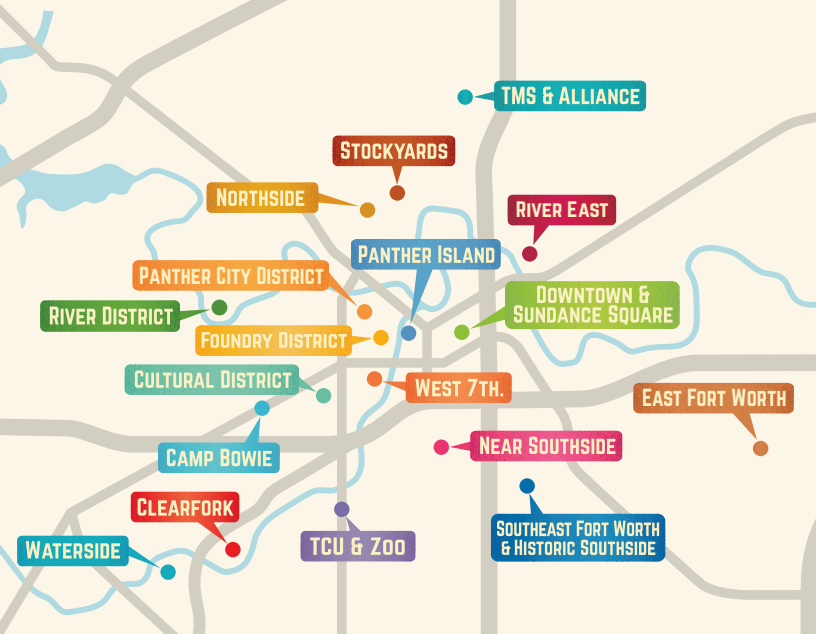 TMS & ALLIANCE
STOCKYARDS
NORTHSIDE
RIVER EAST
PANTHER ISLAND
PANTHER CITY DISTRICT
DOWNTOWN &
SUNDANCE SQUARE
RIVER DISTRICT
FOUNDRY DISTRICT
CULTURAL DISTRICT
WEST 7TH.
EAST FORT WORTH
NEAR SOUTHSIDE
CAMP BOWIE
CLEARFORK
SOUTHEAST FORT WORTH
& HISTORIC SOUTHSIDE
TCU & ZOO
WATERSIDE